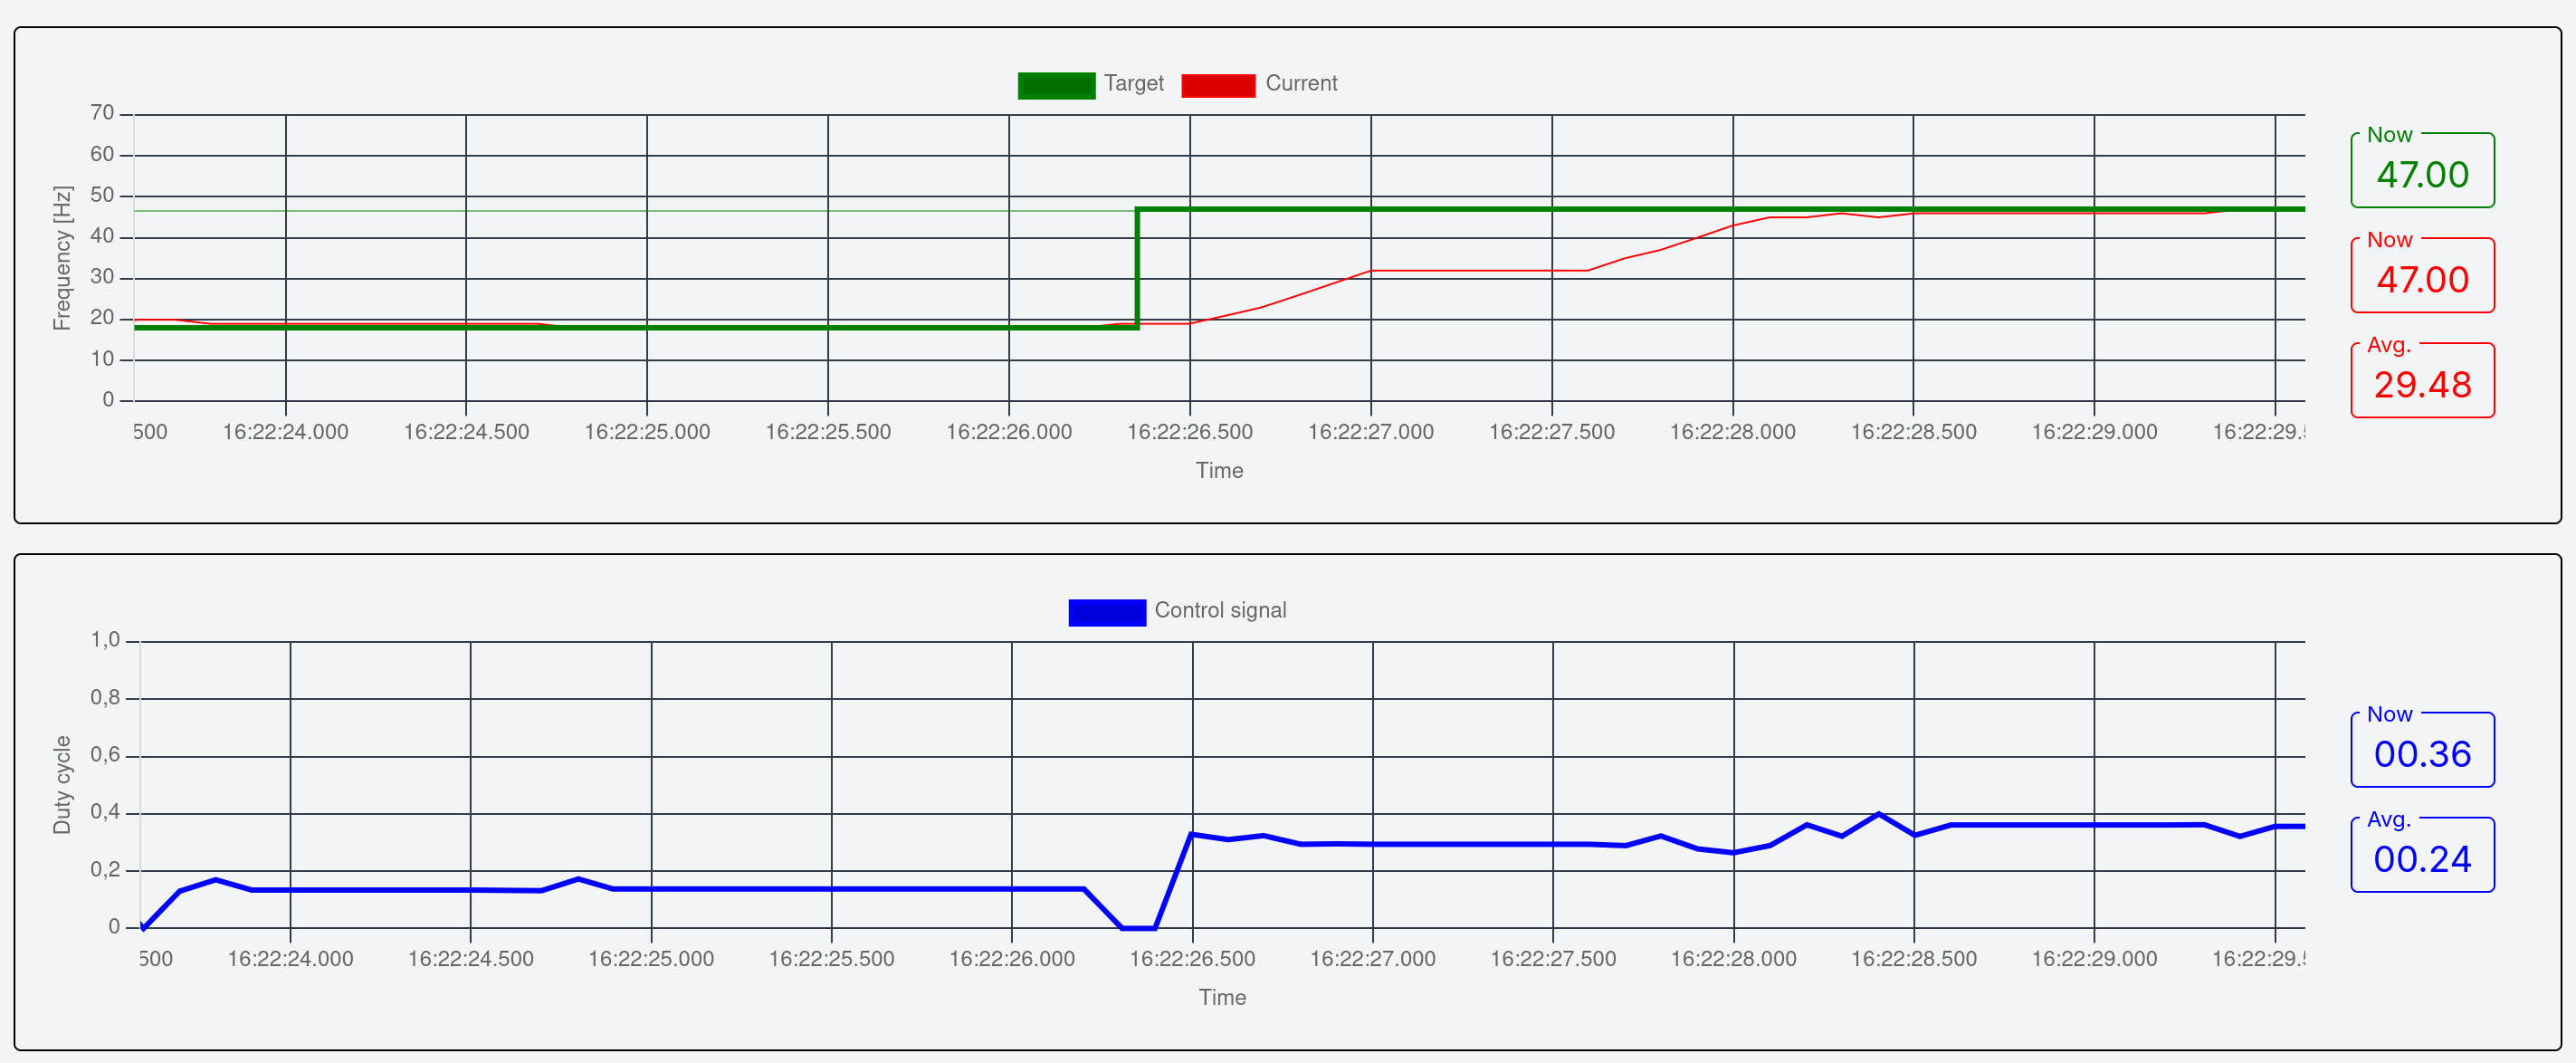 Target Current
70
60
50
40
30
20
10
0
Frequency [Hz]
500 16:22:24.000 16:22:24.500 16:22:25.000 16:22:25.500 16:22:26.000 16:22:26.500 16:22:27.000 16:22:27.500 16:22:28.000 16:22:28.500 16:22:29.000 16:22:29.5
Time
Now
47.00
Now
47.00
Avg.
29.48
Control signal
1,0
0,8
0,6
0,4
0,2
0
Duty cycle
500 16:22:24.000 16:22:24.500 16:22:25.000 16:22:25.500 16:22:26.000 16:22:26.500 16:22:27.000 16:22:27.500 16:22:28.000 16:22:28.500 16:22:29.000 16:22:29.5
Time
Now
00.36
Avg.
00.24